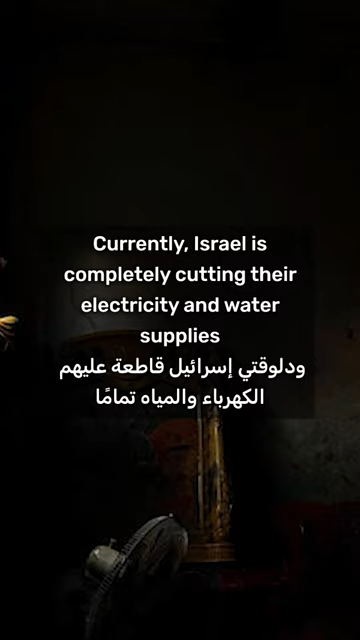 Currently, Israel is
completely cutting their
electricity and water
supplies
ودلوقتي إسرائيل قاطعة عليهم
الكهرباء والمياه تمامًا